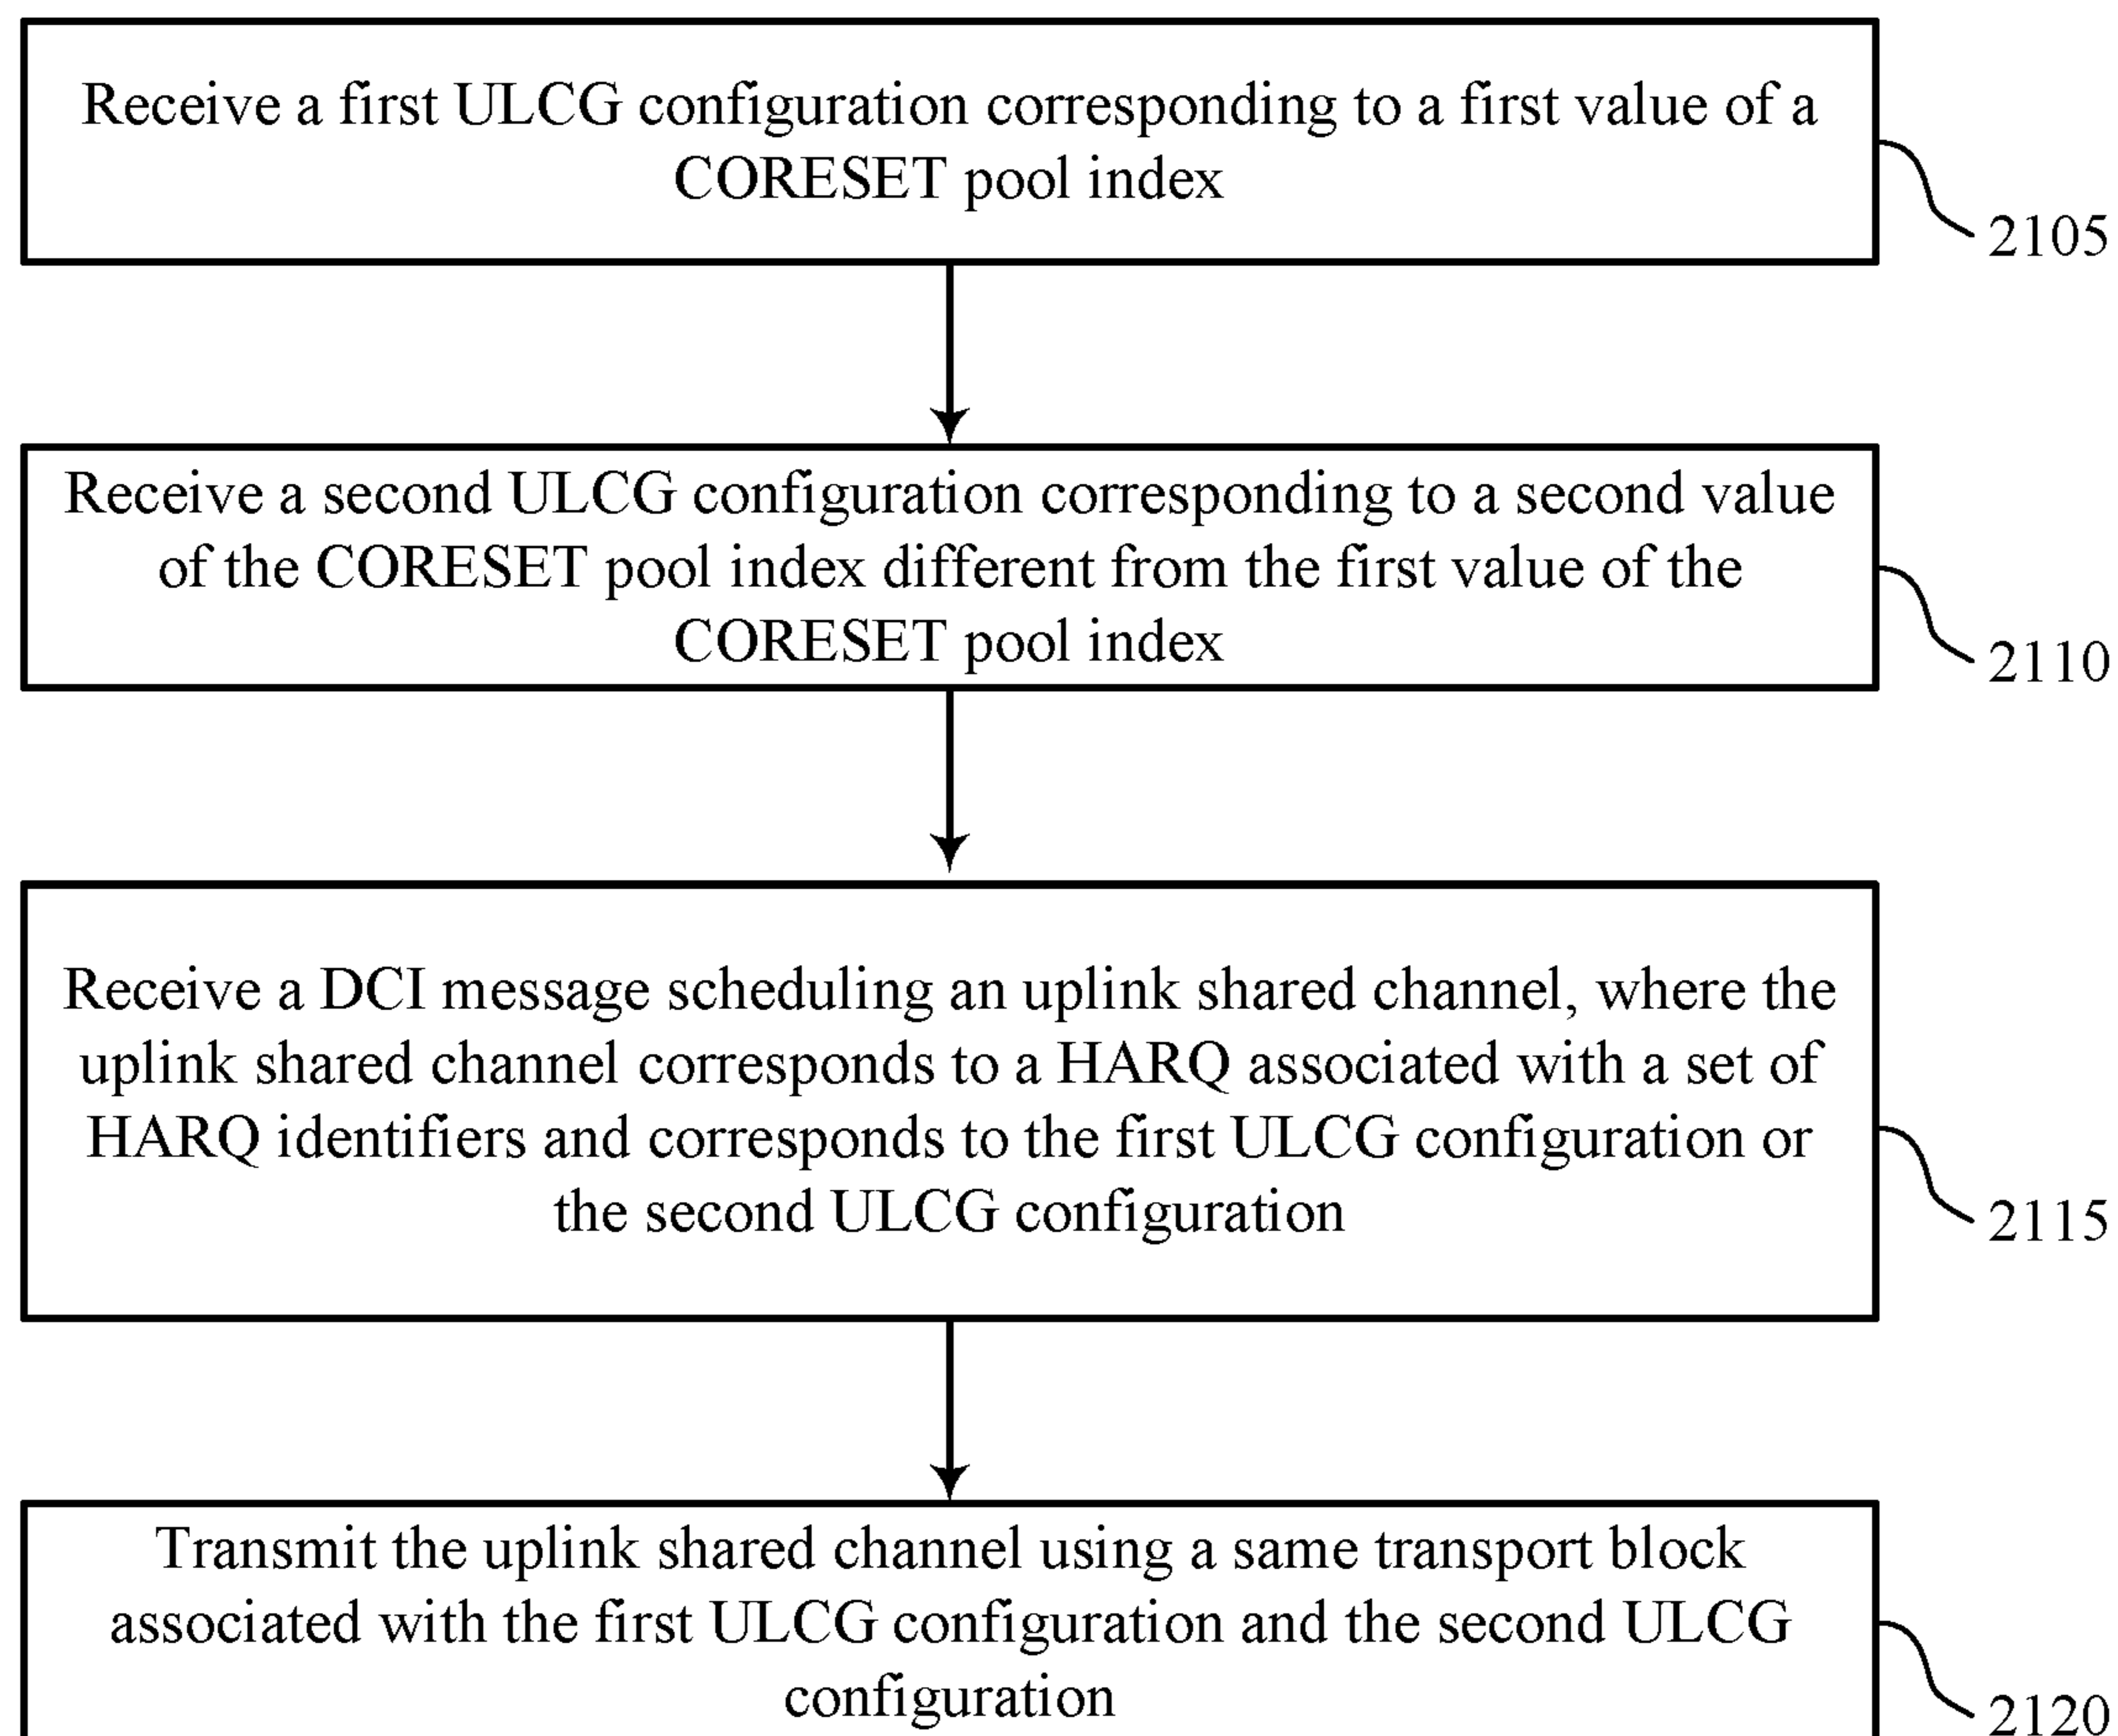 Receive a first ULCG configuration corresponding to a first value of a
CORESET pool index
2105
Receive a second ULCG configuration corresponding to a second value
of the CORESET pool index different from the first value of the
CORESET pool index
2110
Receive a DCI message scheduling an uplink shared channel, where the
uplink shared channel corresponds to a HARQ associated with a set of
HARQ identifiers and corresponds to the first ULCG configuration or
the second ULCG configuration
2115
Transmit the uplink shared channel using a same transport block
associated with the first ULCG configuration and the second ULCG
configuration
2120